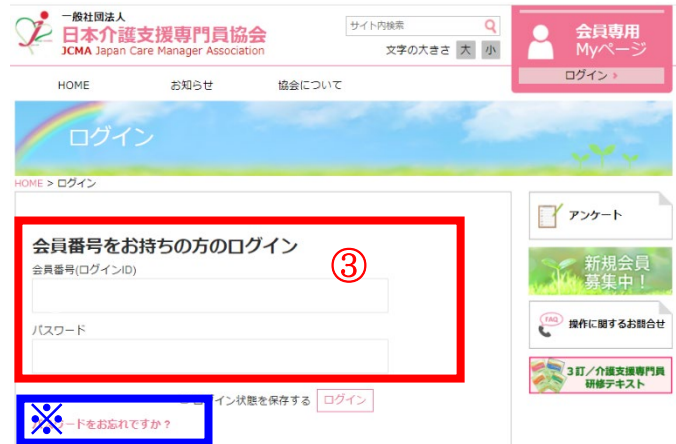 一般社団法人
日本介護支援専門員協会
JCMA Japan Care Manager Association
サイト内検索
文字の大きさ 大 小
会員専用
Myページ
ログイン
HOME お知らせ 協会について
ログイン
HOME > ログイン
会員番号をお持ちの方のログイン
③
会員番号(ログインID)
パスワード
ログイン状態を保存する ログイン
※
ードをお忘れですか？
アンケート
新規会員
募集中！
FAQ 操作に関するお問合せ
3訂／介護支援専門員
研修テキスト